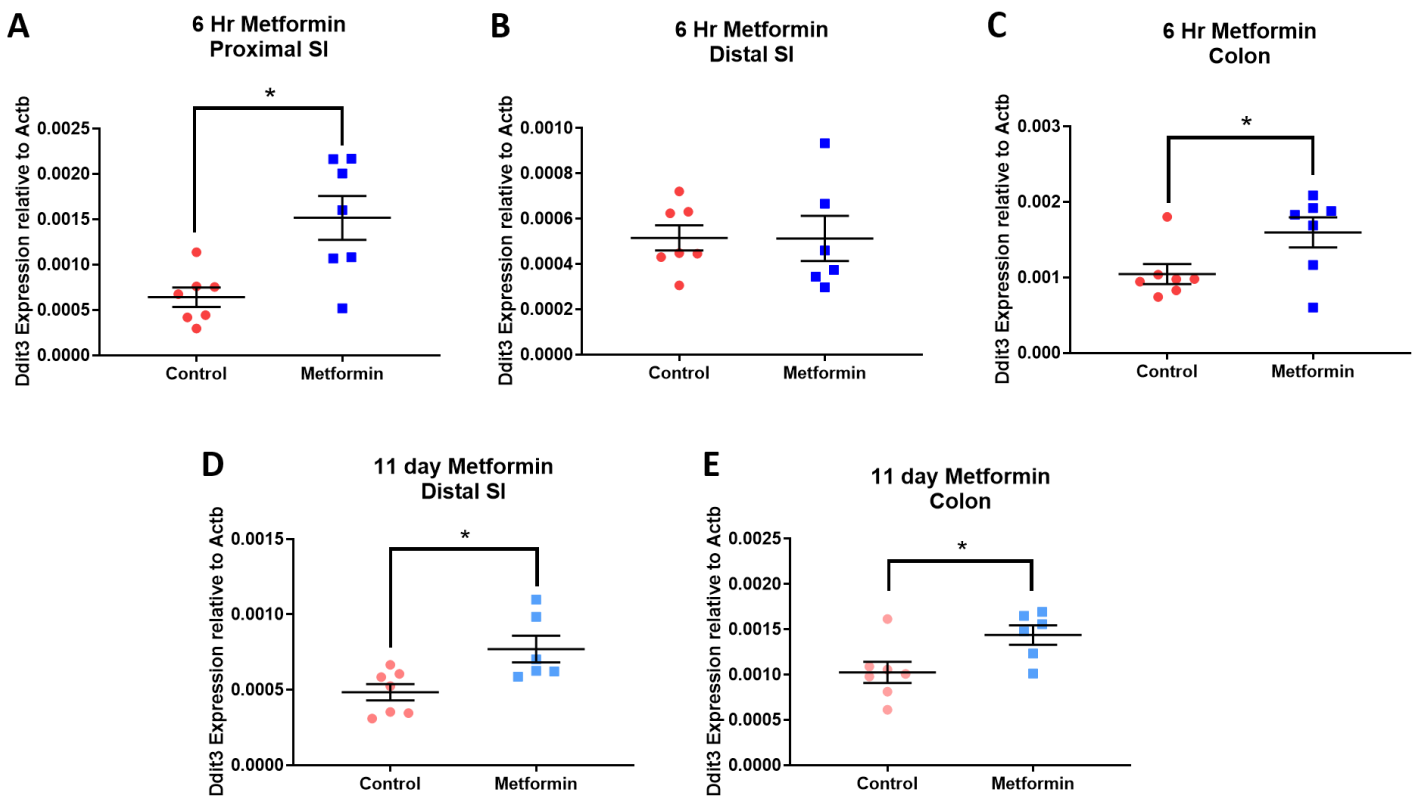 A
6 Hr Metformin
Proximal SI
*
Ddit3 Expression relative to Actb
0.0025
0.0020
0.0015
0.0010
0.0005
0.0000
Control
Metformin
B
6 Hr Metformin
Distal SI
Ddit3 Expression relative to Actb
0.0010
0.0008
0.0006
0.0004
0.0002
0.0000
Control
Metformin
C
6 Hr Metformin
Colon
*
Ddit3 Expression relative to Actb
0.003
0.002
0.001
0.000
Control
Metformin
D
11 day Metformin
Distal SI
*
Ddit3 Expression relative to Actb
0.0015
0.0010
0.0005
0.0000
Control
Metformin
E
11 day Metformin
Colon
*
Ddit3 Expression relative to Actb
0.0025
0.0020
0.0015
0.0010
0.0005
0.0000
Control
Metformin